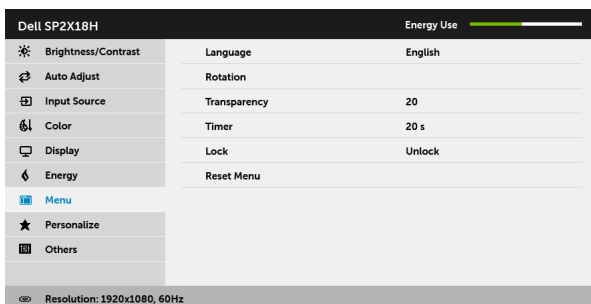 Dell SP2X18H Energy Use
Brightness/Contrast Language English
Auto Adjust Rotation
Input Source Transparency 20
Color Timer 20 s
Display Lock Unlock
Energy Reset Menu
Menu
Personalize
Others
Resolution: 1920x1080, 60Hz